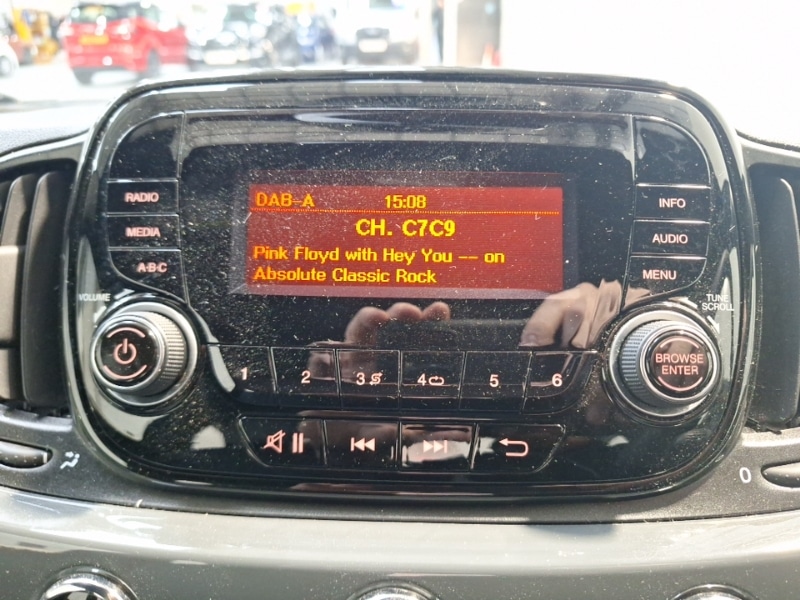 DAB-A 15:08
CH. C7C9
Pink Floyd with Hey You -- on
Absolute Classic Rock
RADIO
MEDIA
A·B·C
INFO
AUDIO
MENU
VOLUME
TUNE
SCROLL
BROWSE
ENTER
1 2 3 4 5 6
0